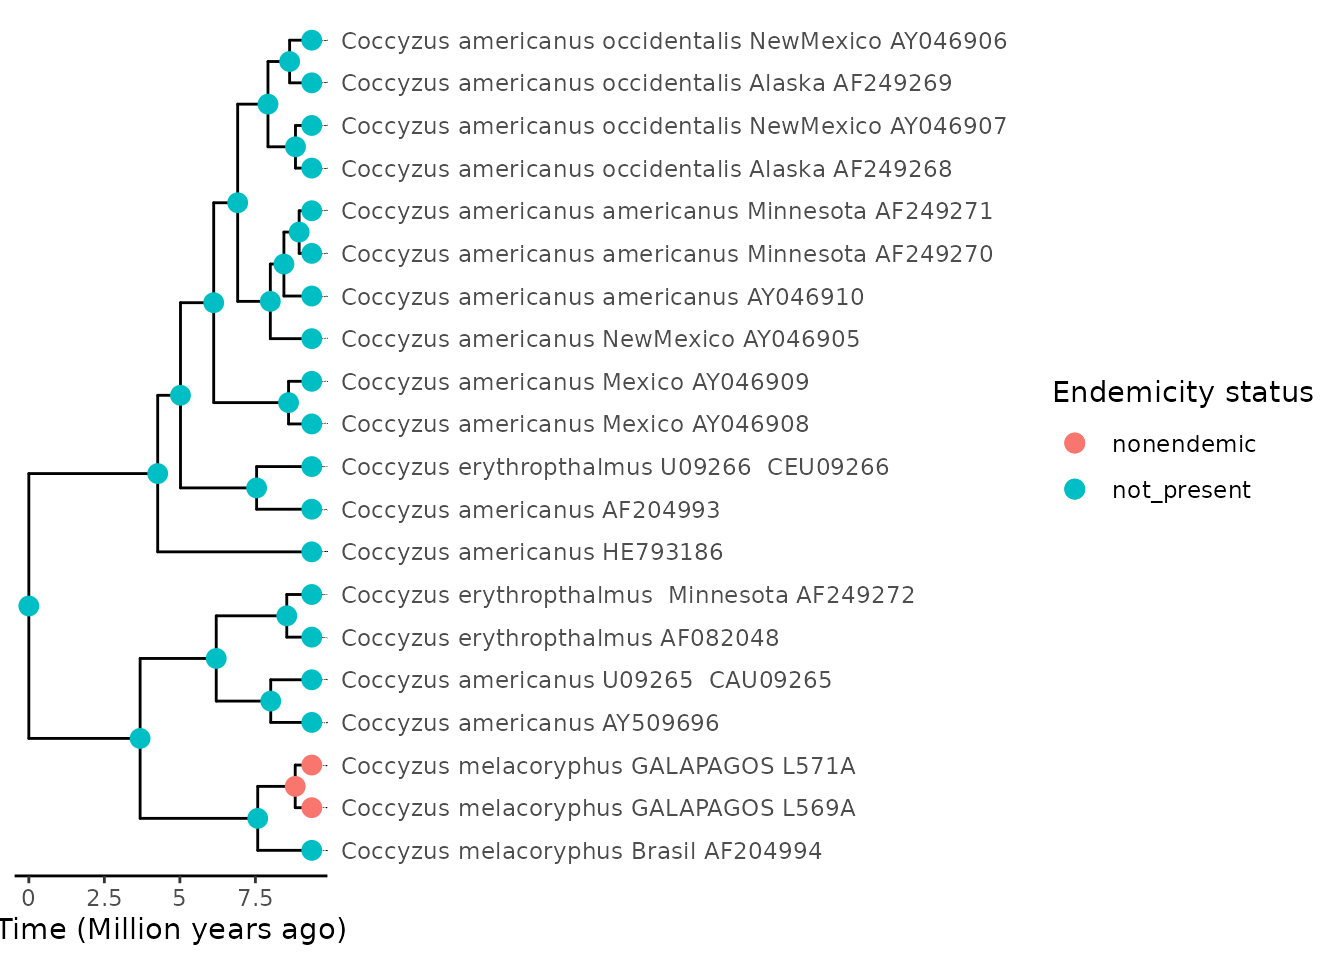 Coccyzus americanus occidentalis NewMexico AY046906
Coccyzus americanus occidentalis Alaska AF249269
Coccyzus americanus occidentalis NewMexico AY046907
Coccyzus americanus occidentalis Alaska AF249268
Coccyzus americanus americanus Minnesota AF249271
Coccyzus americanus americanus Minnesota AF249270
Coccyzus americanus americanus AY046910
Coccyzus americanus NewMexico AY046905
Coccyzus americanus Mexico AY046909
Coccyzus americanus Mexico AY046908
Coccyzus erythropthalmus U09266  CEU09266
Coccyzus americanus AF204993
Coccyzus americanus HE793186
Coccyzus erythropthalmus  Minnesota AF249272
Coccyzus erythropthalmus AF082048
Coccyzus americanus U09265  CAU09265
Coccyzus americanus AY509696
Coccyzus melacoryphus GALAPAGOS L571A
Coccyzus melacoryphus GALAPAGOS L569A
Coccyzus melacoryphus Brasil AF204994
0 2.5 5 7.5
Time (Million years ago)
Endemicity status
nonendemic
not_present